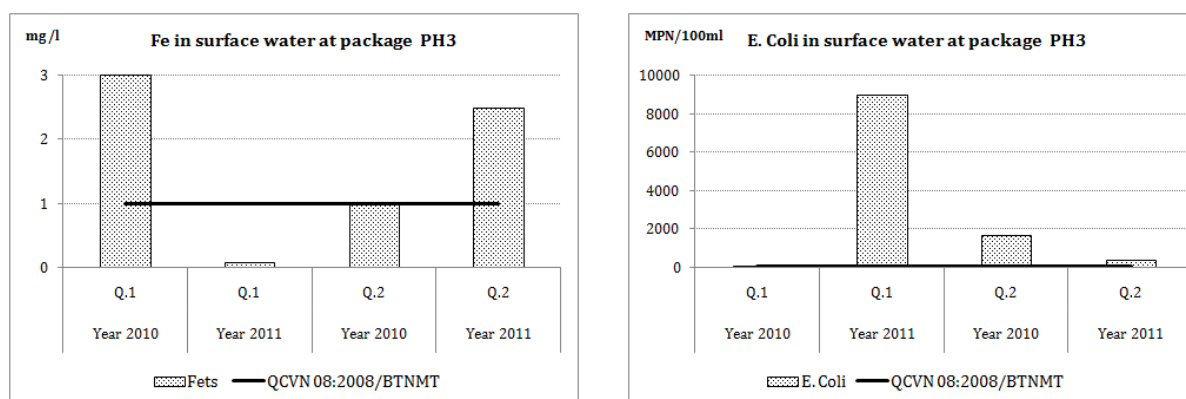 mg/l
Fe in surface water at package PH3
3
2
1
0
Q.1 Q.1 Q.2 Q.2
Year 2010 Year 2011 Year 2010 Year 2011
Fets QCVN 08:2008/BTNMT
MPN/100ml
E. Coli in surface water at package PH3
10000
8000
6000
4000
2000
0
Q.1 Q.1 Q.2 Q.2
Year 2010 Year 2011 Year 2010 Year 2011
E. Coli QCVN 08:2008/BTNMT